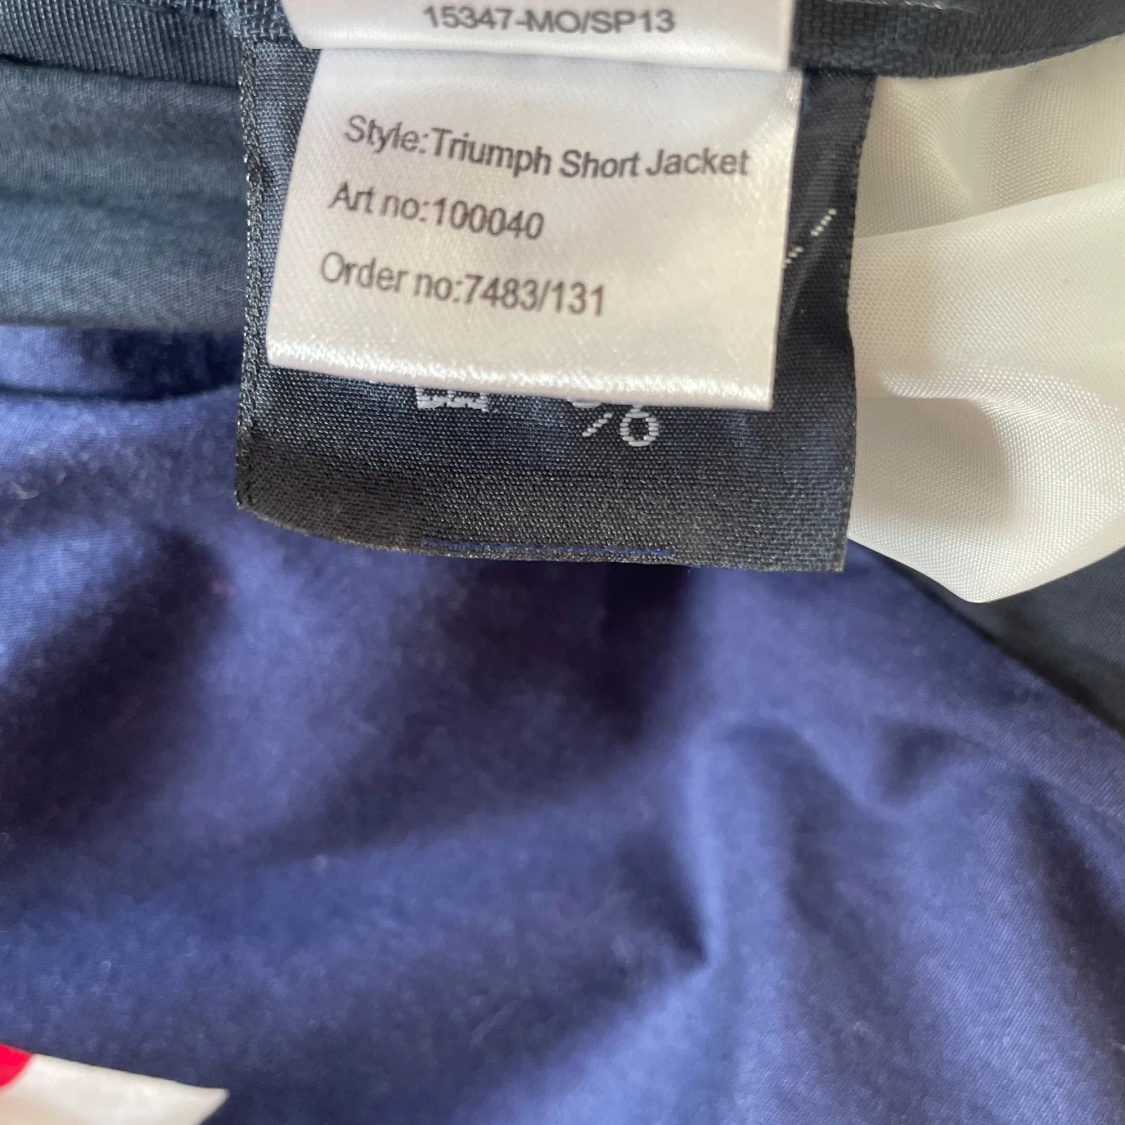 15347-MO/SP13
Style:Triumph Short Jacket
Art no:100040
Order no:7483/131